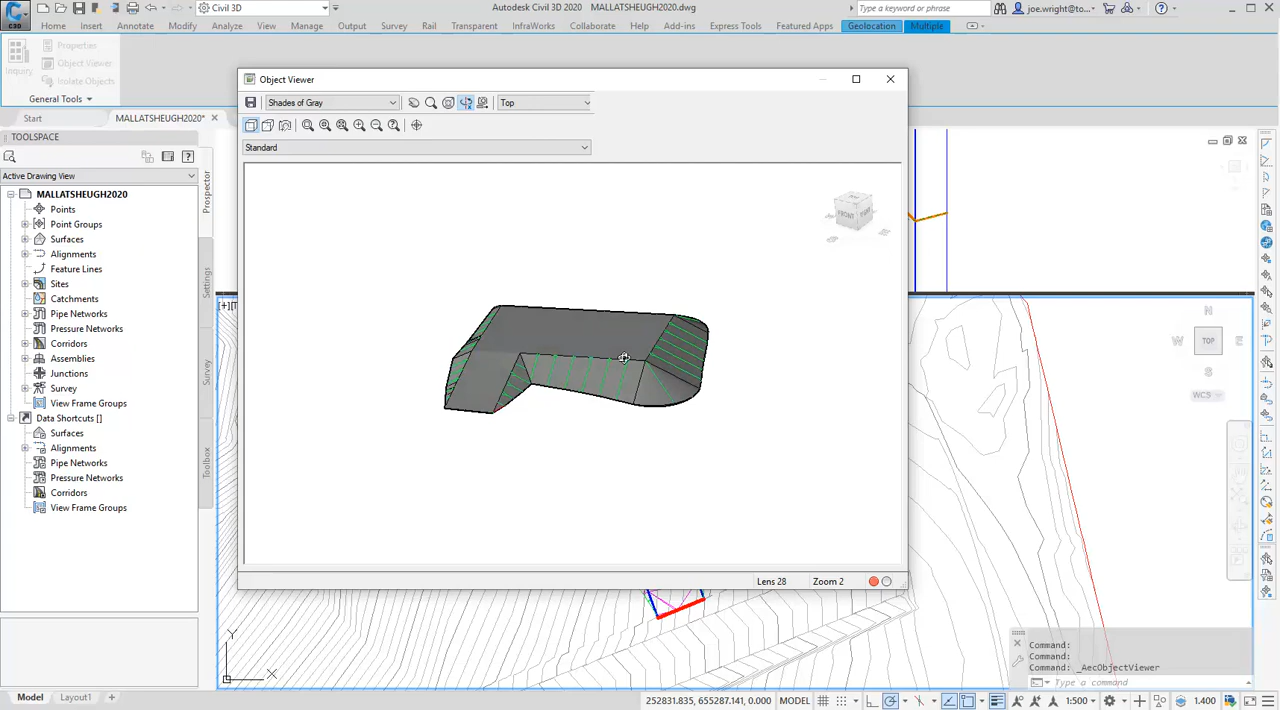 Civil 3D
Autodesk Civil 3D 2020 MALLATSHEUGH2020.dwg
Type a keyword or phrase
joe.wright@to...
C3D
Home Insert Annotate Modify Analyze View Manage Output Survey Rail Transparent InfraWorks Collaborate Help Add-ins Express Tools Featured Apps Geolocation Multiple
Inquiry
Properties
Object Viewer
Isolate Objects
General Tools
Start
MALLATSHEUGH2020*
TOOLSPACE
Active Drawing View
MALLATSHEUGH2020
Points
Point Groups
Surfaces
Alignments
Feature Lines
Sites
Catchments
Pipe Networks
Pressure Networks
Corridors
Assemblies
Junctions
Survey
View Frame Groups
Data Shortcuts []
Surfaces
Alignments
Pipe Networks
Pressure Networks
Corridors
View Frame Groups
Prospector
Settings
Survey
Toolbox
Object Viewer
Shades of Gray
Top
Standard
FRONT
Lens 28
Zoom 2
N
W
TOP
E
S
WCS
Y
X
Command:
Command:
Command: _AecObjectViewer
Type a command
Model
Layout1
252831.835, 655287.141, 0.000
MODEL
1:500
1.400